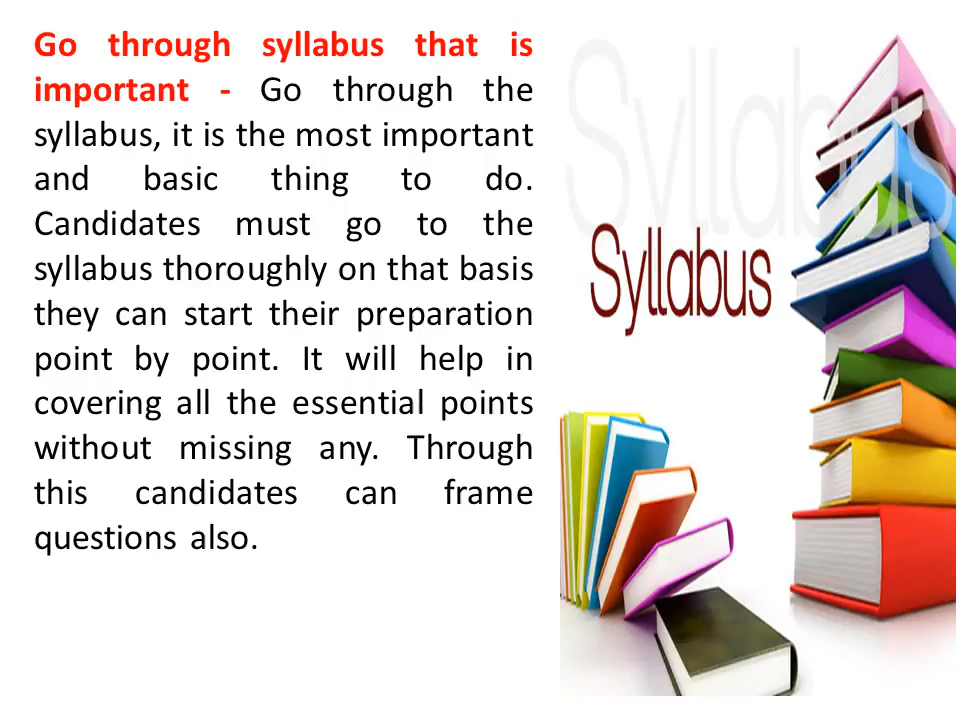 Go through syllabus that is
important - Go through the
syllabus, it is the most important
and basic thing to do.
Candidates must go to the
syllabus thoroughly on that basis
they can start their preparation
point by point. It will help in
covering all the essential points
without missing any. Through
this candidates can frame
questions also.
Syllabus
Syllabus